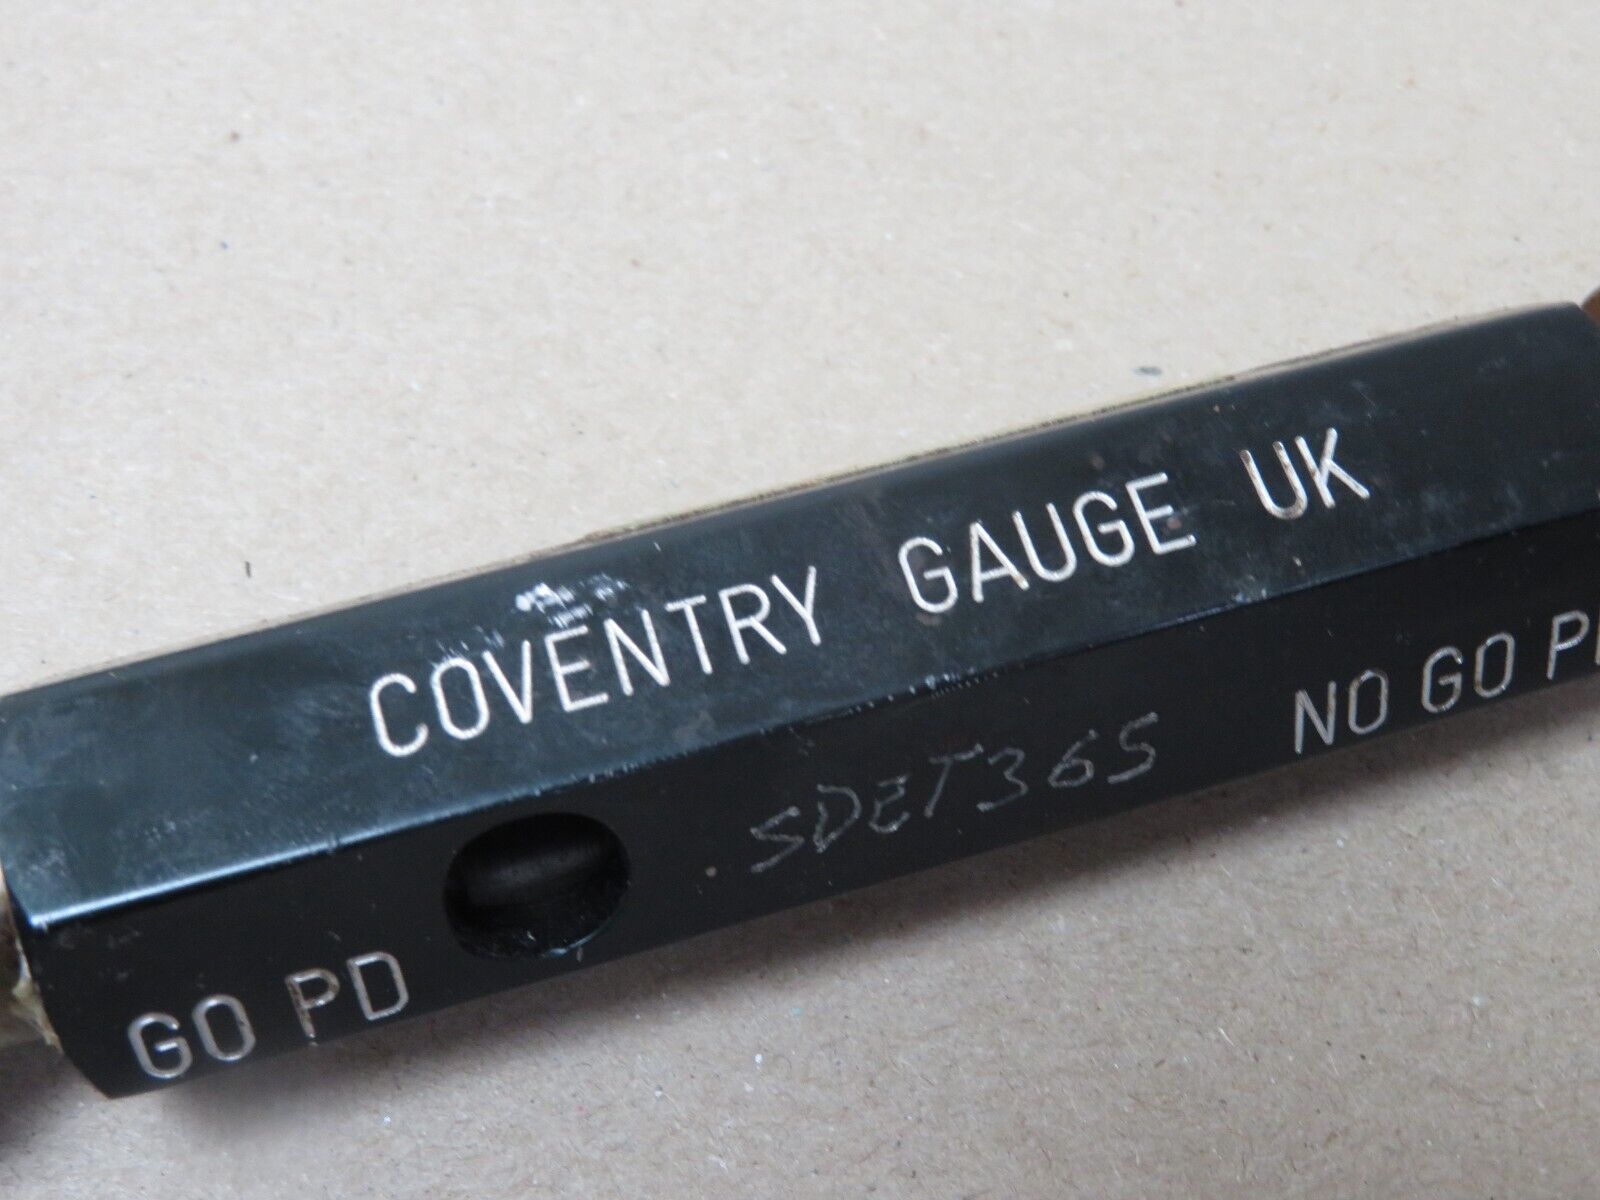 COVENTRY GAUGE UK
GO PD
SDET365
NO GO